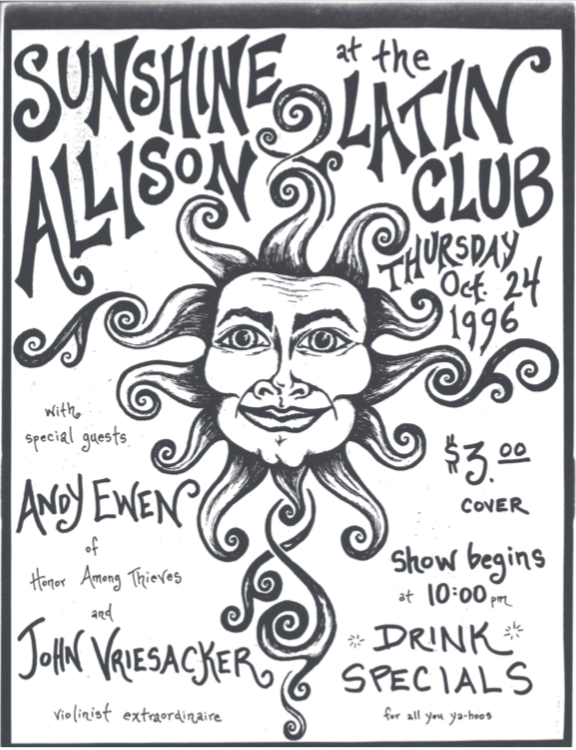 SUNSHINE
ALLISON
at the
LATIN
CLUB
THURSDAY
Oct. 24
1996
with
special guests
ANDY EWEN
of
Honor Among Thieves
and
JOHN VRIESACKER
violinist extraordinaire
$3.00
COVER
show begins
at 10:00 pm
DRINK
SPECIALS
for all you ya-hoos